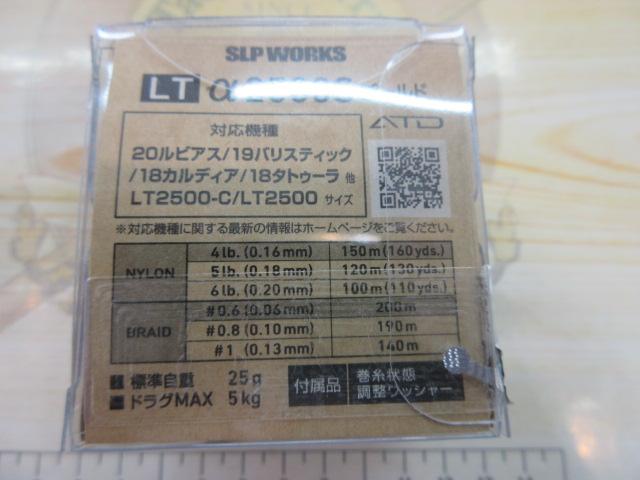 SLP WORKS
LT α2500S
ATD
対応機種
20ルビアス/19バリスティック
/18カルディア/18タトゥーラ 他
LT2500-C/LT2500 サイズ
※対応機種に関する最新の情報はホームページをご覧ください。
NYLON
4lb. (0.16mm) 150m (160yds.)
5lb. (0.18mm) 120m (130yds.)
6lb. (0.20mm) 100m (110yds.)
BRAID
#0.6 (0.06mm) 200m
#0.8 (0.10mm) 190m
#1 (0.13mm) 140m
標準自重 25g
ドラグMAX 5kg
付属品
巻糸状態
調整ワッシャー